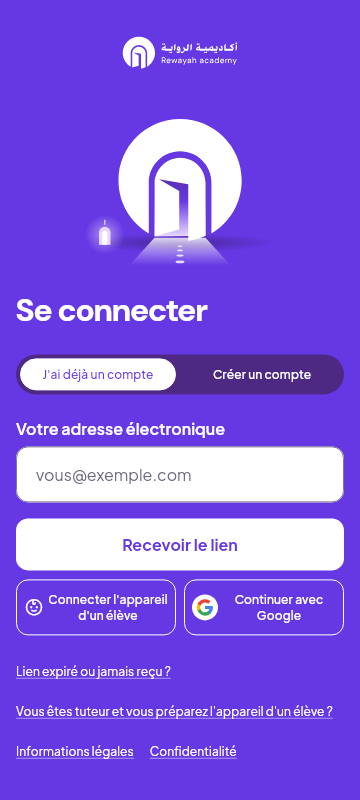 أكاديمية الرواية
Rewayah academy
Se connecter
J'ai déjà un compte
Créer un compte
Votre adresse électronique
vous@exemple.com
Recevoir le lien
Connecter l'appareil
d'un élève
Continuer avec
Google
Lien expiré ou jamais reçu ?
Vous êtes tuteur et vous préparez l'appareil d'un élève ?
Informations légales
Confidentialité